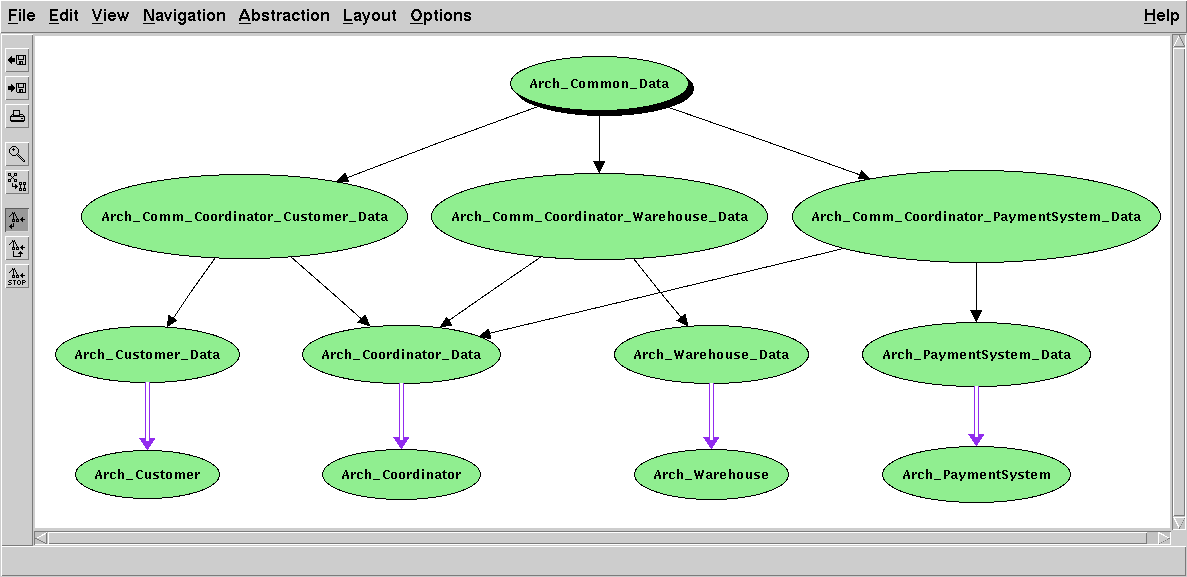 File Edit View Navigation Abstraction Layout Options Help
Arch_Common_Data
Arch_Comm_Coordinator_Customer_Data Arch_Comm_Coordinator_Warehouse_Data Arch_Comm_Coordinator_PaymentSystem_Data
STOP
Arch_Customer_Data Arch_Coordinator_Data Arch_Warehouse_Data Arch_PaymentSystem_Data
Arch_Customer Arch_Coordinator Arch_Warehouse Arch_PaymentSystem